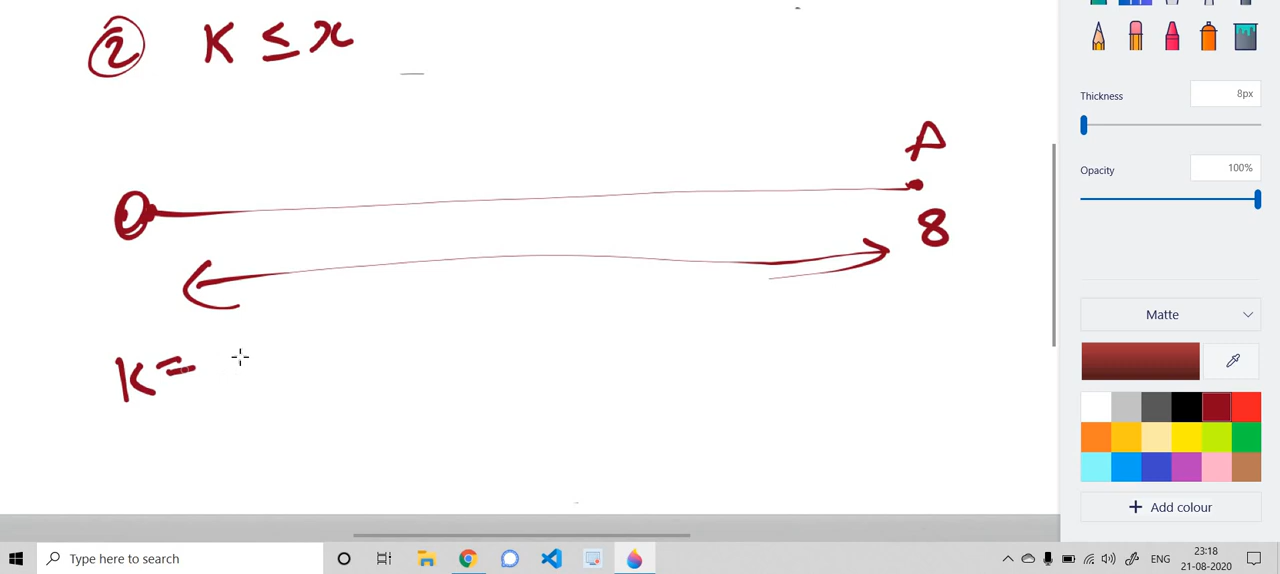 ② K ≤ x
A
0
8
K =
Thickness
8px
Opacity
100%
Matte
+ Add colour
Type here to search
ENG
23:18
21-08-2020